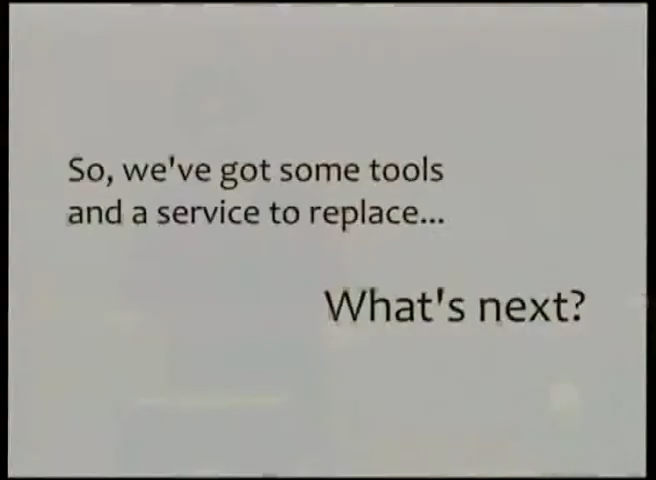 So, we've got some tools
and a service to replace...
What's next?